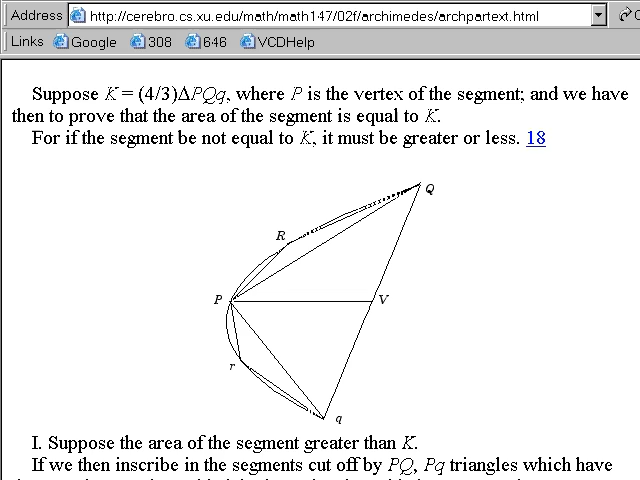 Address http://cerebro.cs.xu.edu/math/math147/02f/archimedes/archpartext.html
Links Google 308 646 VCDHelp
Suppose K = (4/3)ΔPQq, where P is the vertex of the segment; and we have
then to prove that the area of the segment is equal to K.
For if the segment be not equal to K, it must be greater or less. 18
Q
R
P
V
r
q
I. Suppose the area of the segment greater than K.
If we then inscribe in the segments cut off by PQ, Pq triangles which have